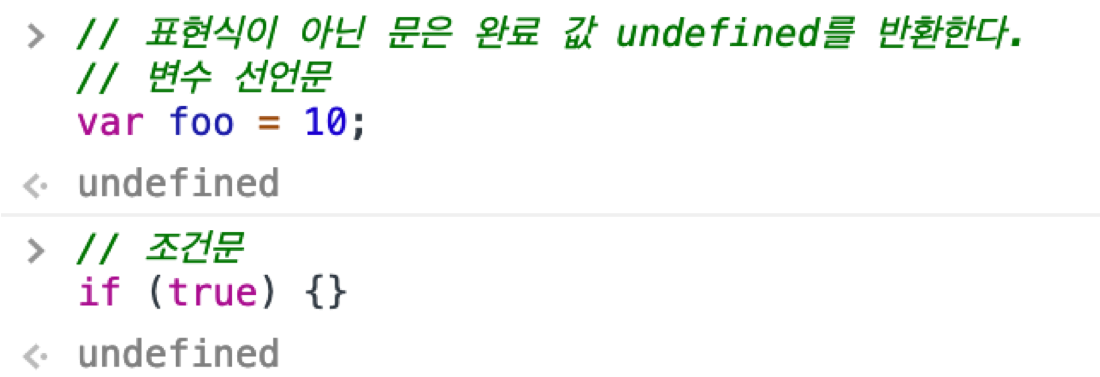 > // 표현식이 아닌 문은 완료 값 undefined를 반환한다.
// 변수 선언문
var foo = 10;
<· undefined
> // 조건문
if (true) {}
<· undefined